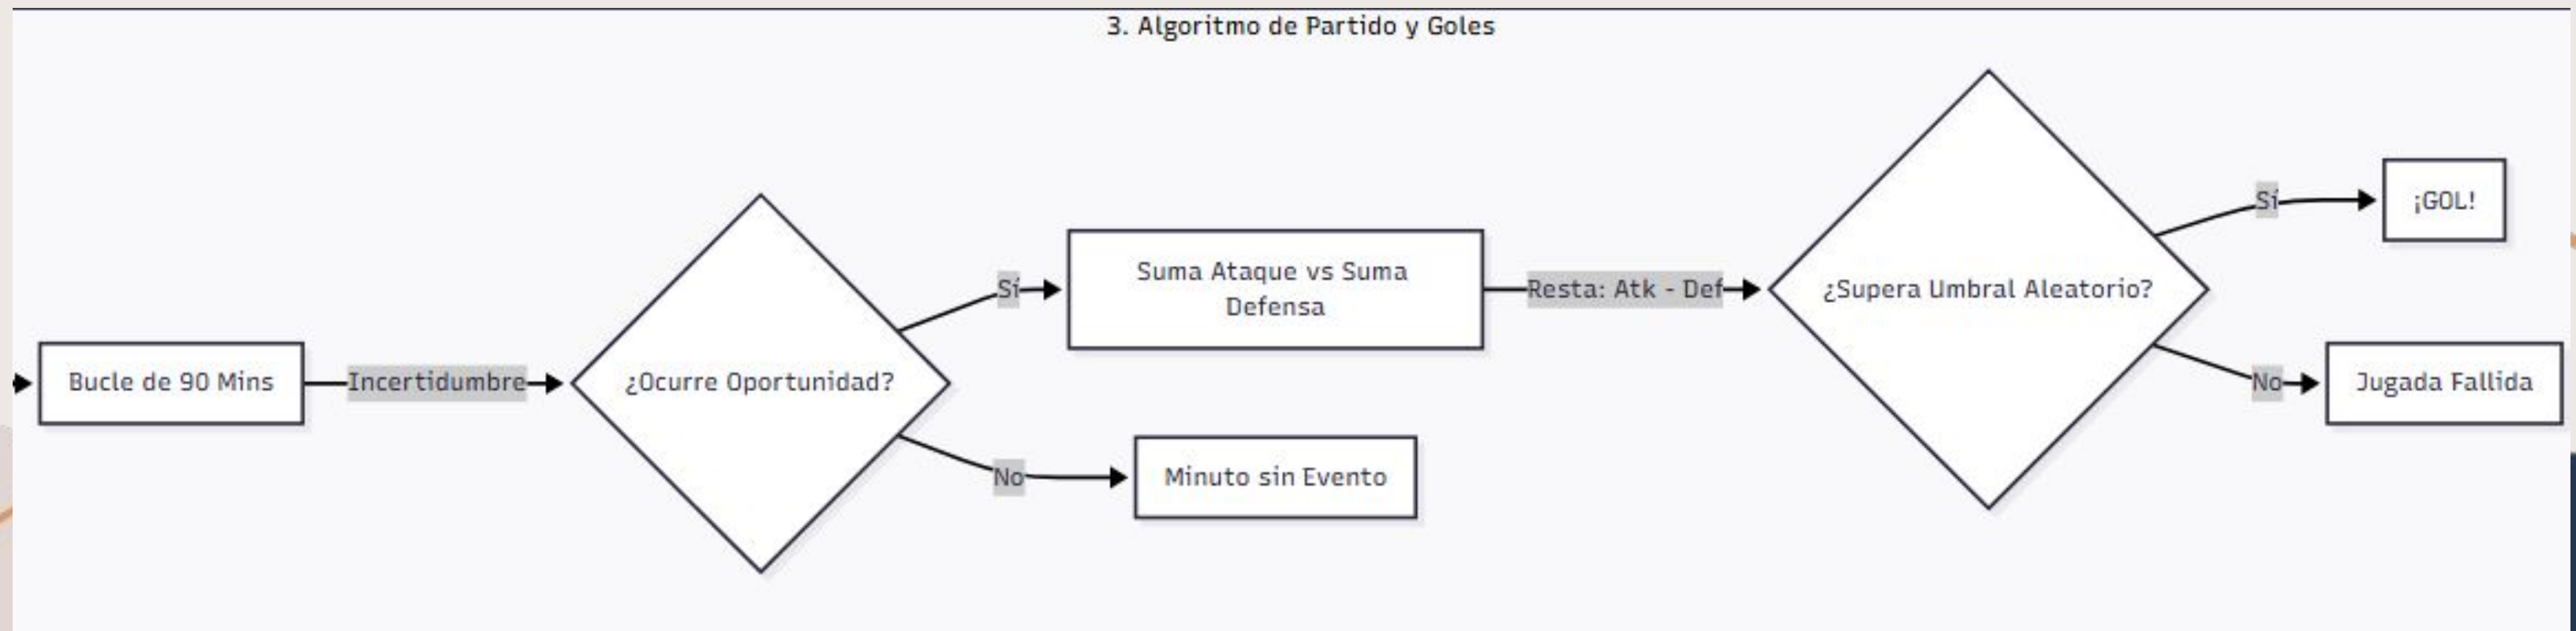 3. Algoritmo de Partido y Goles
Bucle de 90 Mins
Incertidumbre
¿Ocurre Oportunidad?
Sí
Suma Ataque vs Suma
Defensa
No
Minuto sin Evento
Resta: Atk - Def
¿Supera Umbral Aleatorio?
Sí
¡GOL!
No
Jugada Fallida